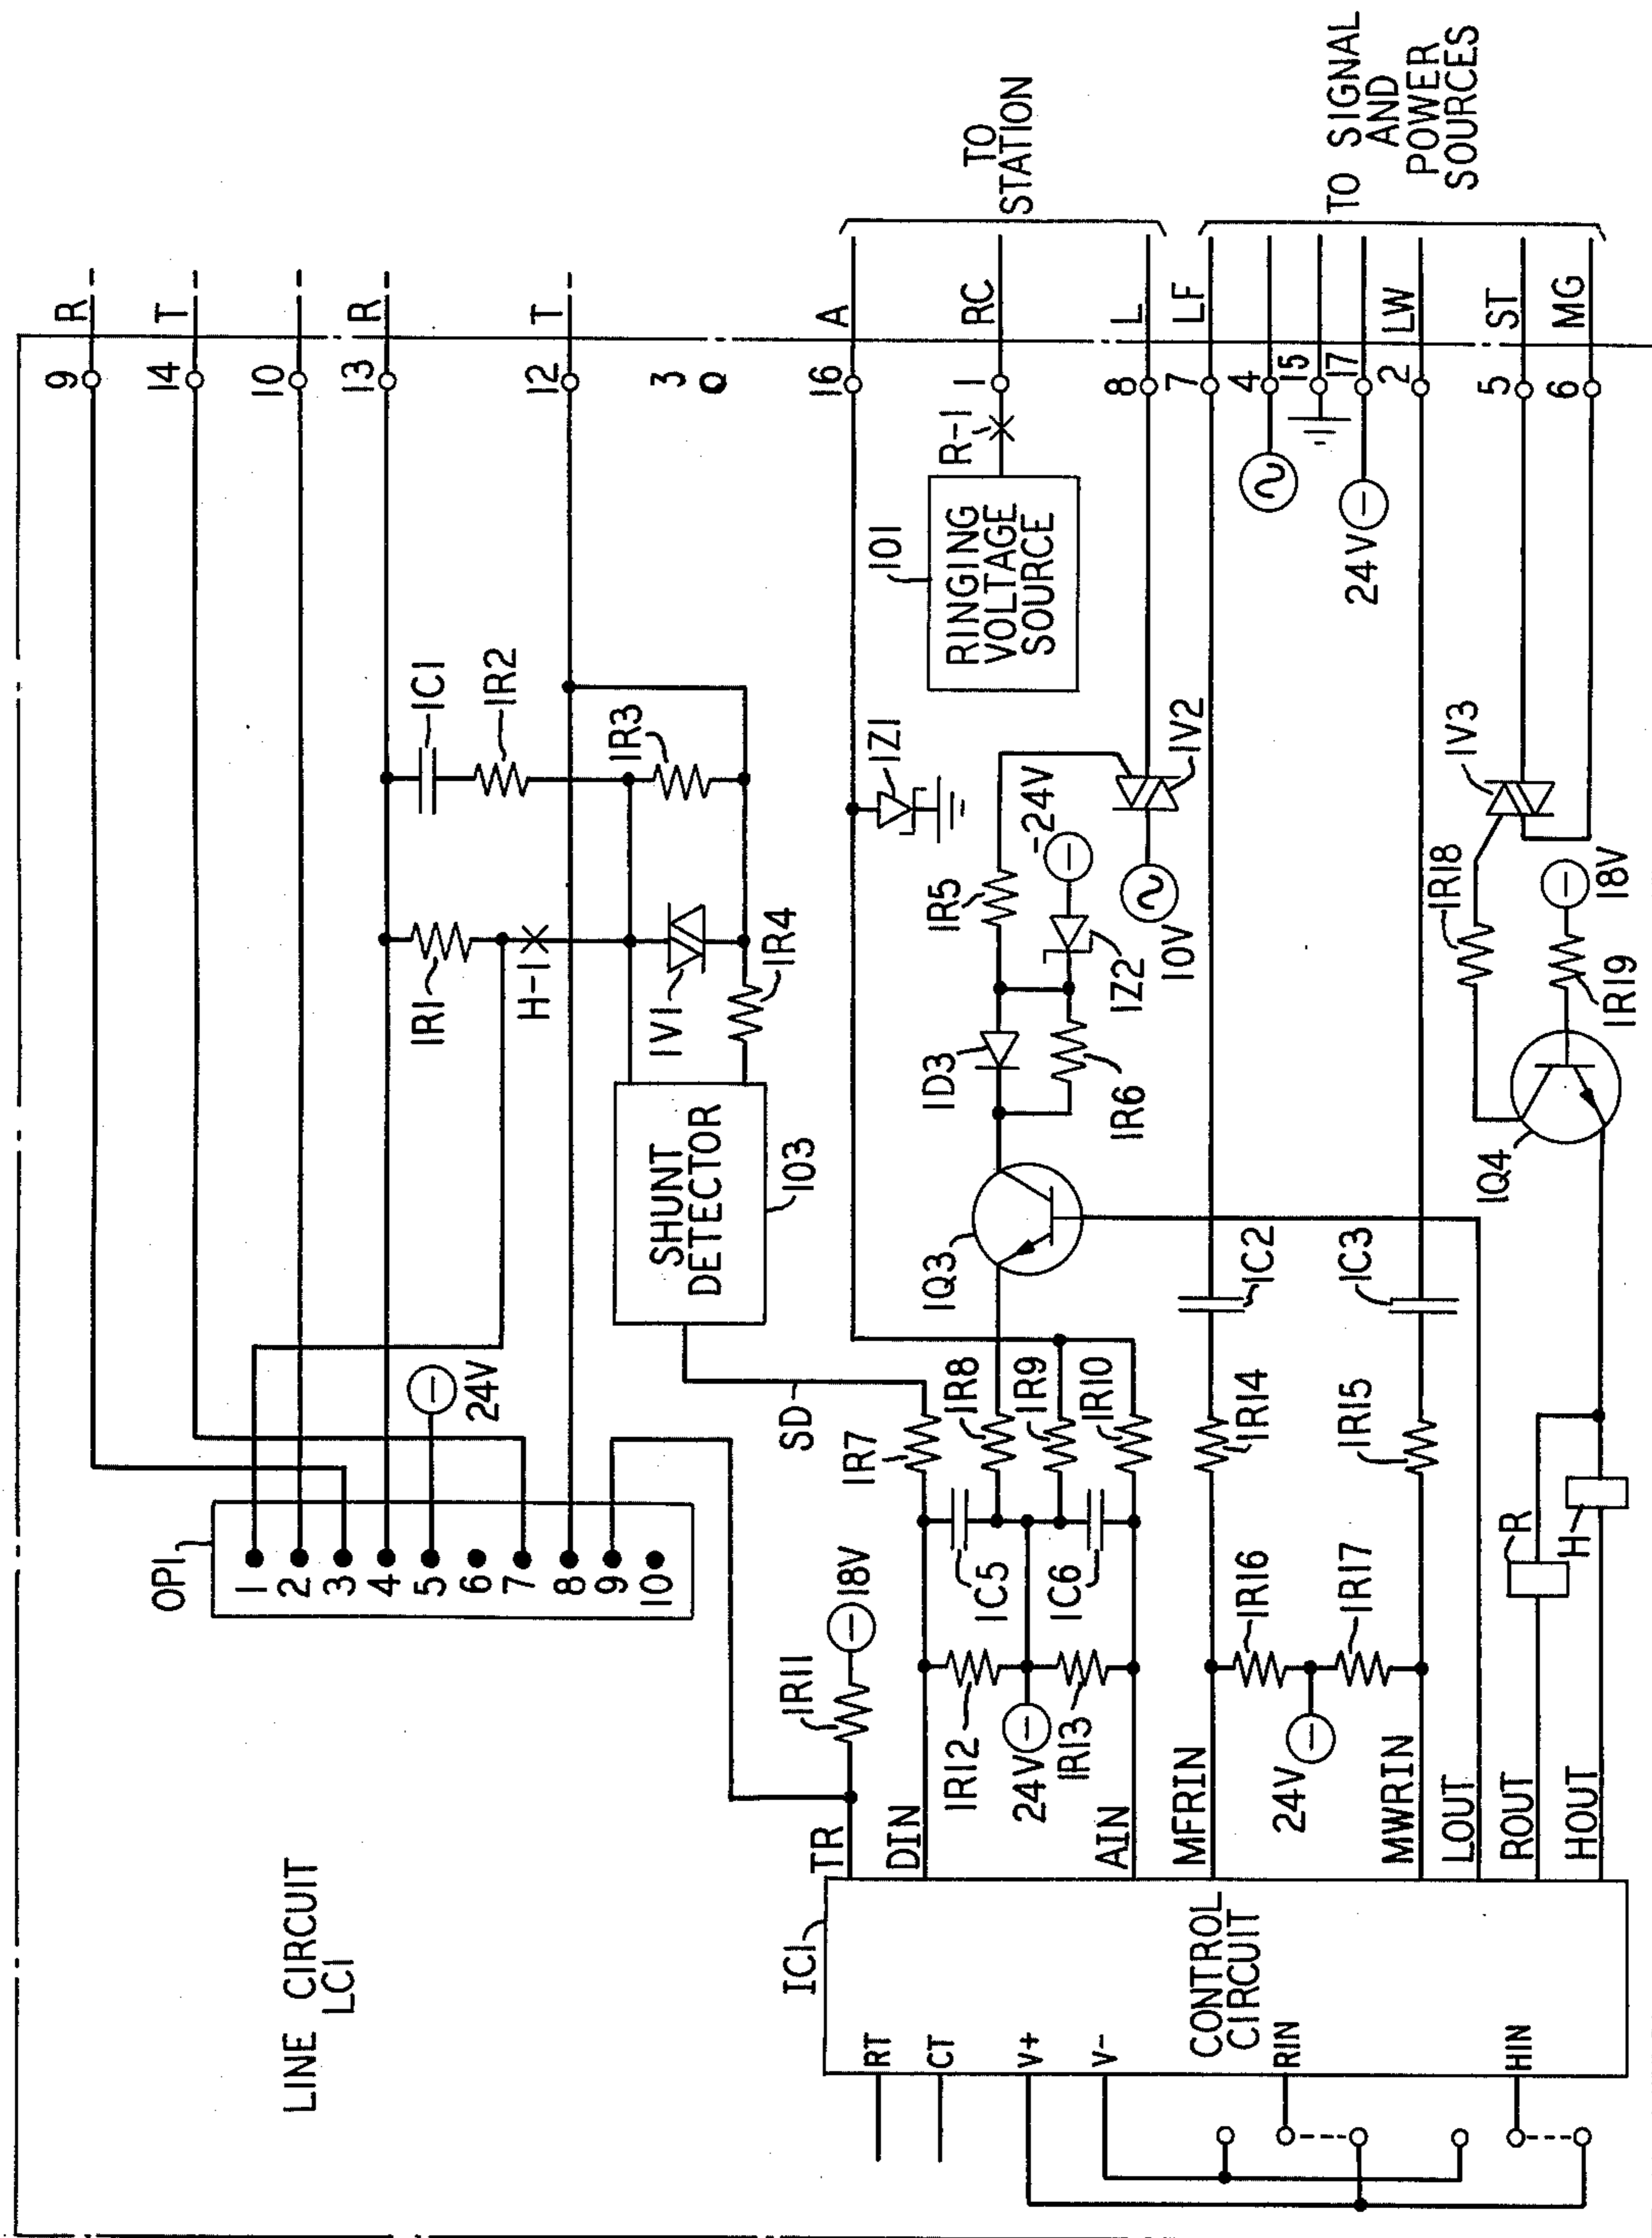 LINE CIRCUIT
LC1
OP1
1
2
3
4
5
6
7
8
9
10
24V
9
R
14
T
10
13
R
12
T
3
1R1
H-1
1V1
1R4
1C1
1R2
1R3
SHUNT
DETECTOR
103
SD
16
A
1Z1
101
RINGING
VOLTAGE
SOURCE
R-1
1
RC
TO
STATION
8
L
7
LF
4
15
17
24V
2
LW
5
ST
6
MG
TO SIGNAL
AND
POWER
SOURCES
IC1
CONTROL
CIRCUIT
RT
CT
V+
V-
RIN
HIN
TR
DIN
AIN
MFRIN
MWRIN
LOUT
ROUT
HOUT
1R11
18V
1R12
24V
1R13
1C5
1C6
1R7
1R8
1R9
1R10
1Q3
1D3
1R6
1R5
1Z2
-24V
10V
1V2
1R14
1C2
1R16
24V
1R17
1R15
1C3
R
H
1Q4
1R18
1R19
18V
1V3